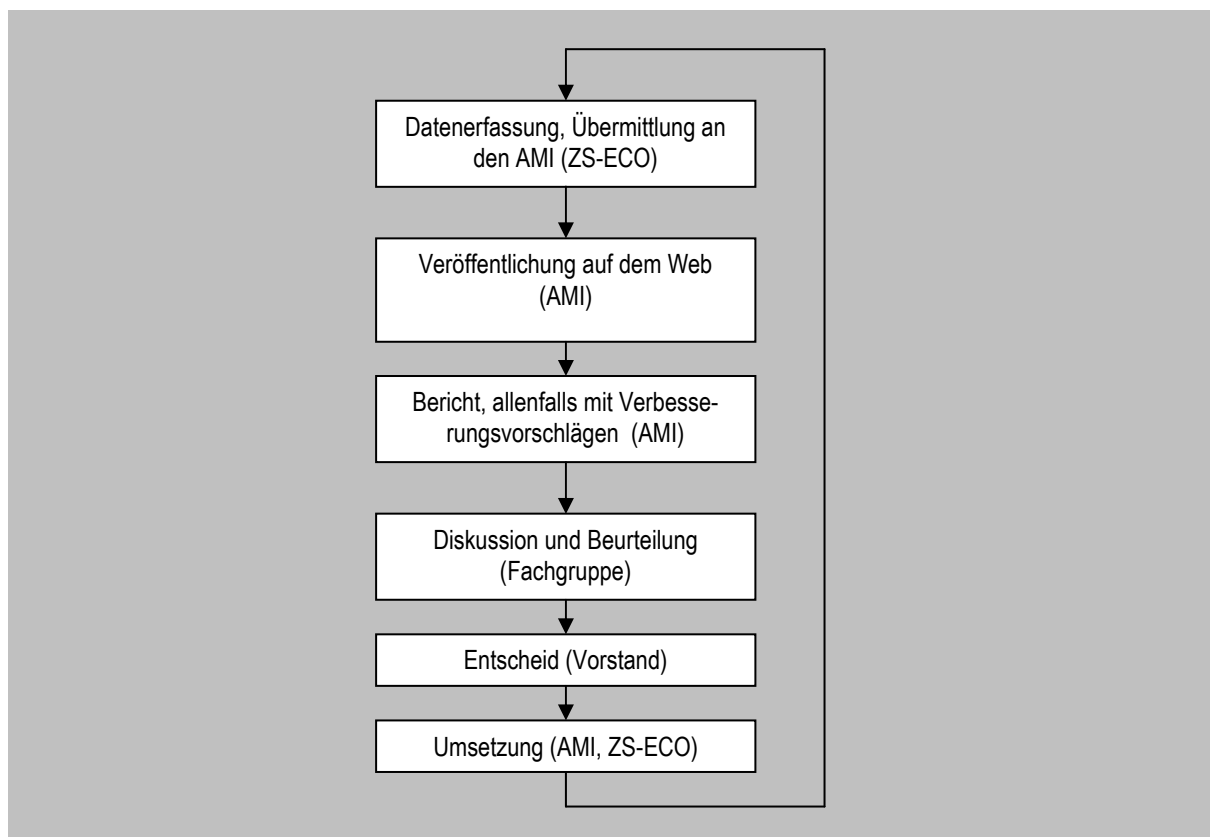 Datenerfassung, Übermittlung an
den AMI (ZS-ECO)
Veröffentlichung auf dem Web
(AMI)
Bericht, allenfalls mit Verbesse-
rungsvorschlägen (AMI)
Diskussion und Beurteilung
(Fachgruppe)
Entscheid (Vorstand)
Umsetzung (AMI, ZS-ECO)